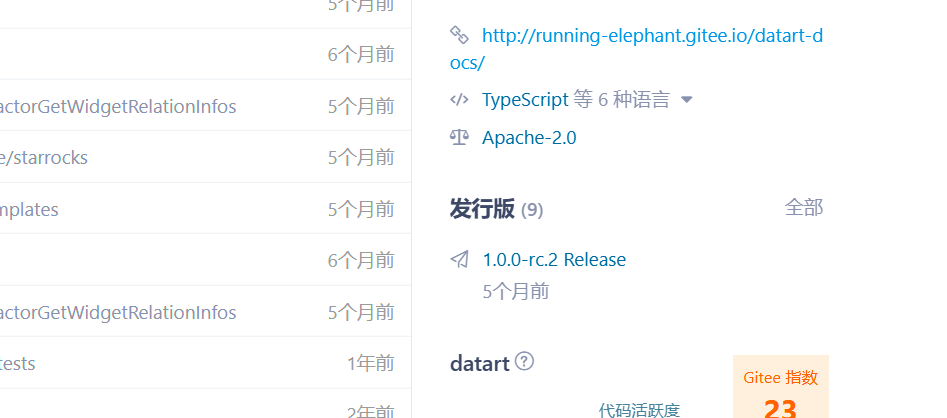 5个月前
6个月前
actorGetWidgetRelationInfos 5个月前
e/starrocks 5个月前
mplates 5个月前
6个月前
actorGetWidgetRelationInfos 5个月前
tests 1年前
2年前
http://running-elephant.gitee.io/datart-d
ocs/
TypeScript 等 6 种语言
Apache-2.0
发行版 (9) 全部
1.0.0-rc.2 Release
5个月前
datart
Gitee 指数
23
代码活跃度